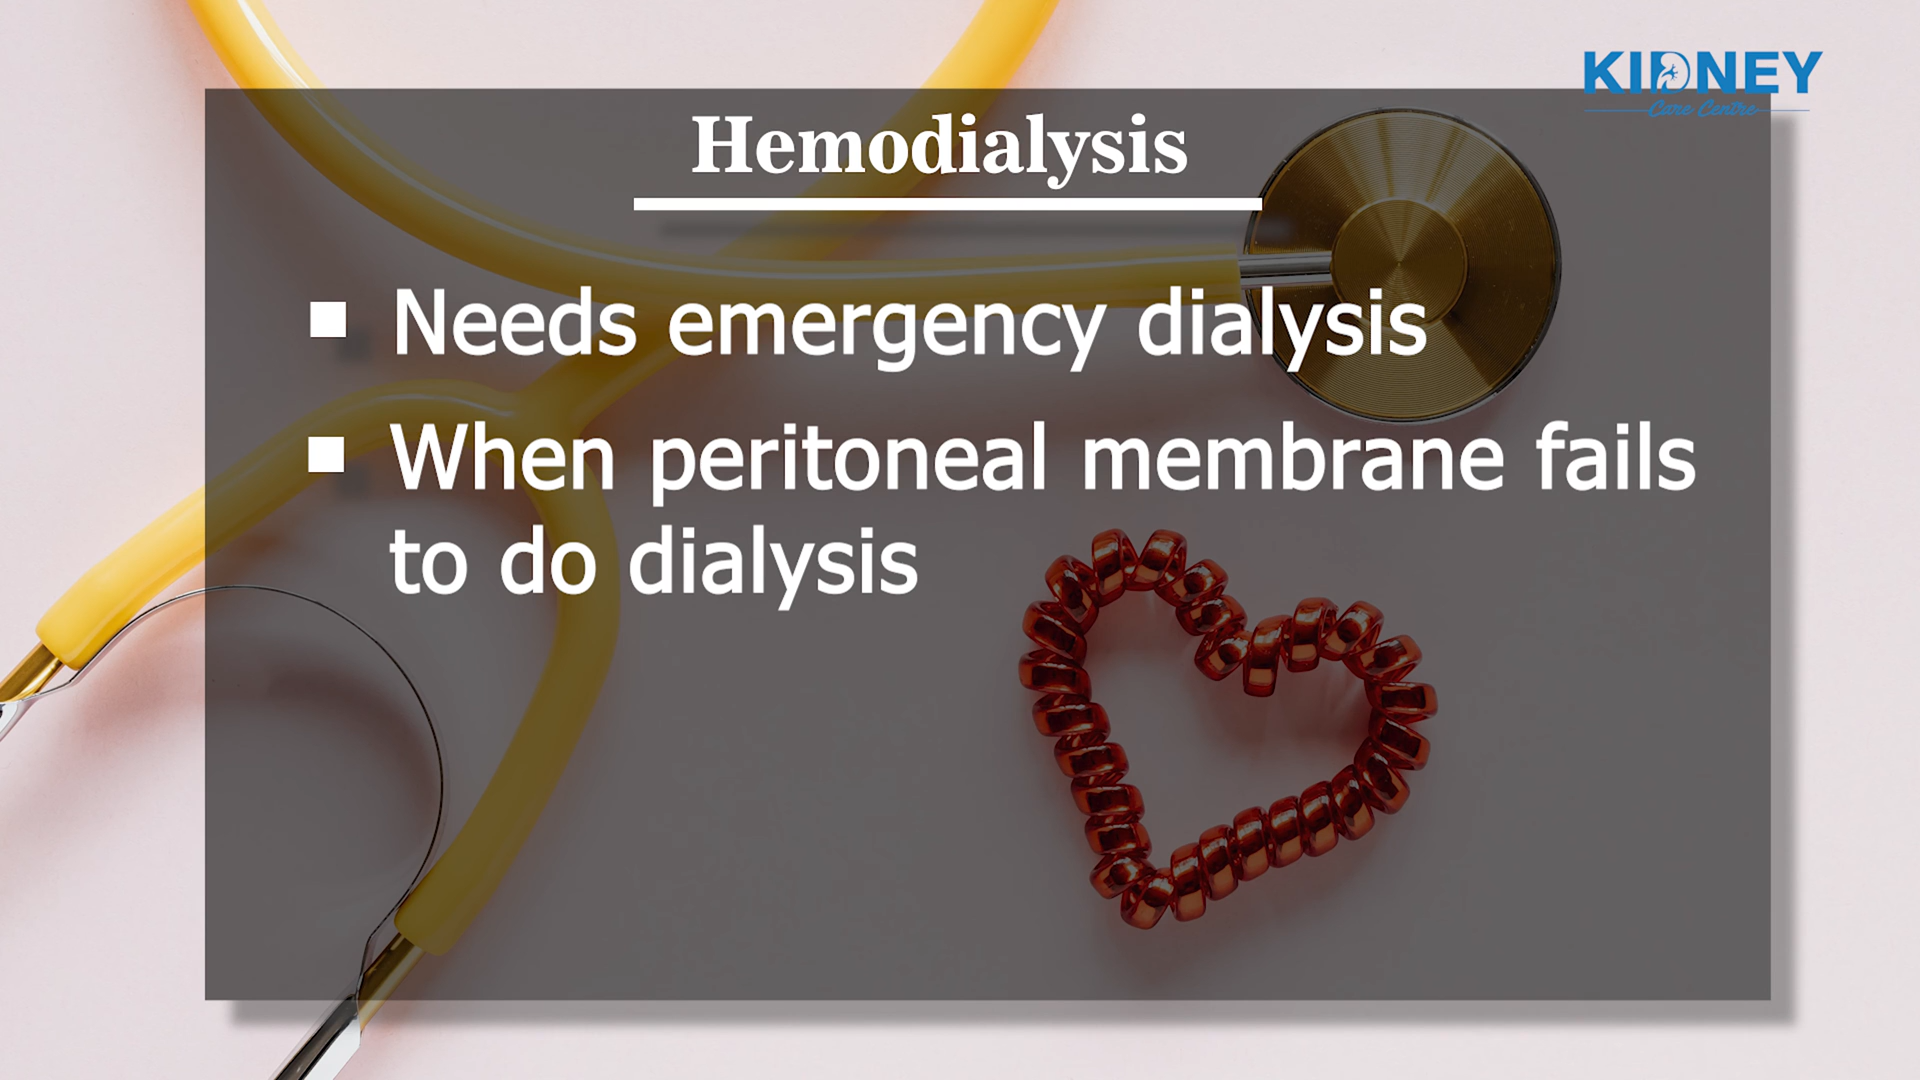 KIDNEY
Care Centre
Hemodialysis
▪ Needs emergency dialysis
▪ When peritoneal membrane fails
to do dialysis